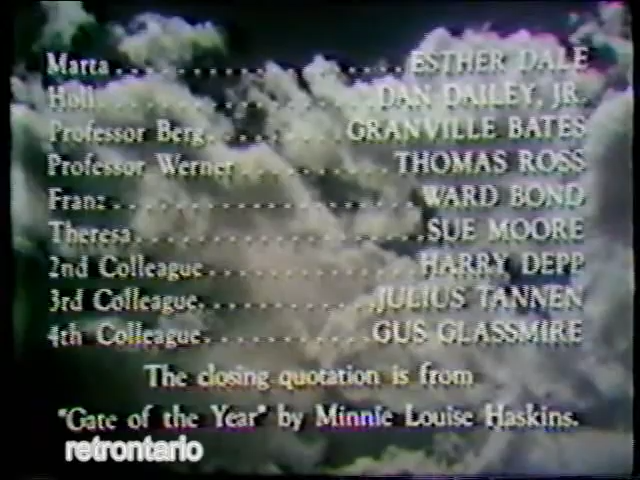 Marta....................ESTHER DALE
Holl....................DAN DAILEY, JR.
Professor Berg..........GRANVILLE BATES
Professor Werner..........THOMAS ROSS
Franz....................WARD BOND
Theresa....................SUE MOORE
2nd Colleague...............HARRY DEPP
3rd Colleague............JULIUS TANNEN
4th Colleague............GUS GLASSMIRE
The closing quotation is from
"Gate of the Year" by Minnie Louise Haskins.
retrontario